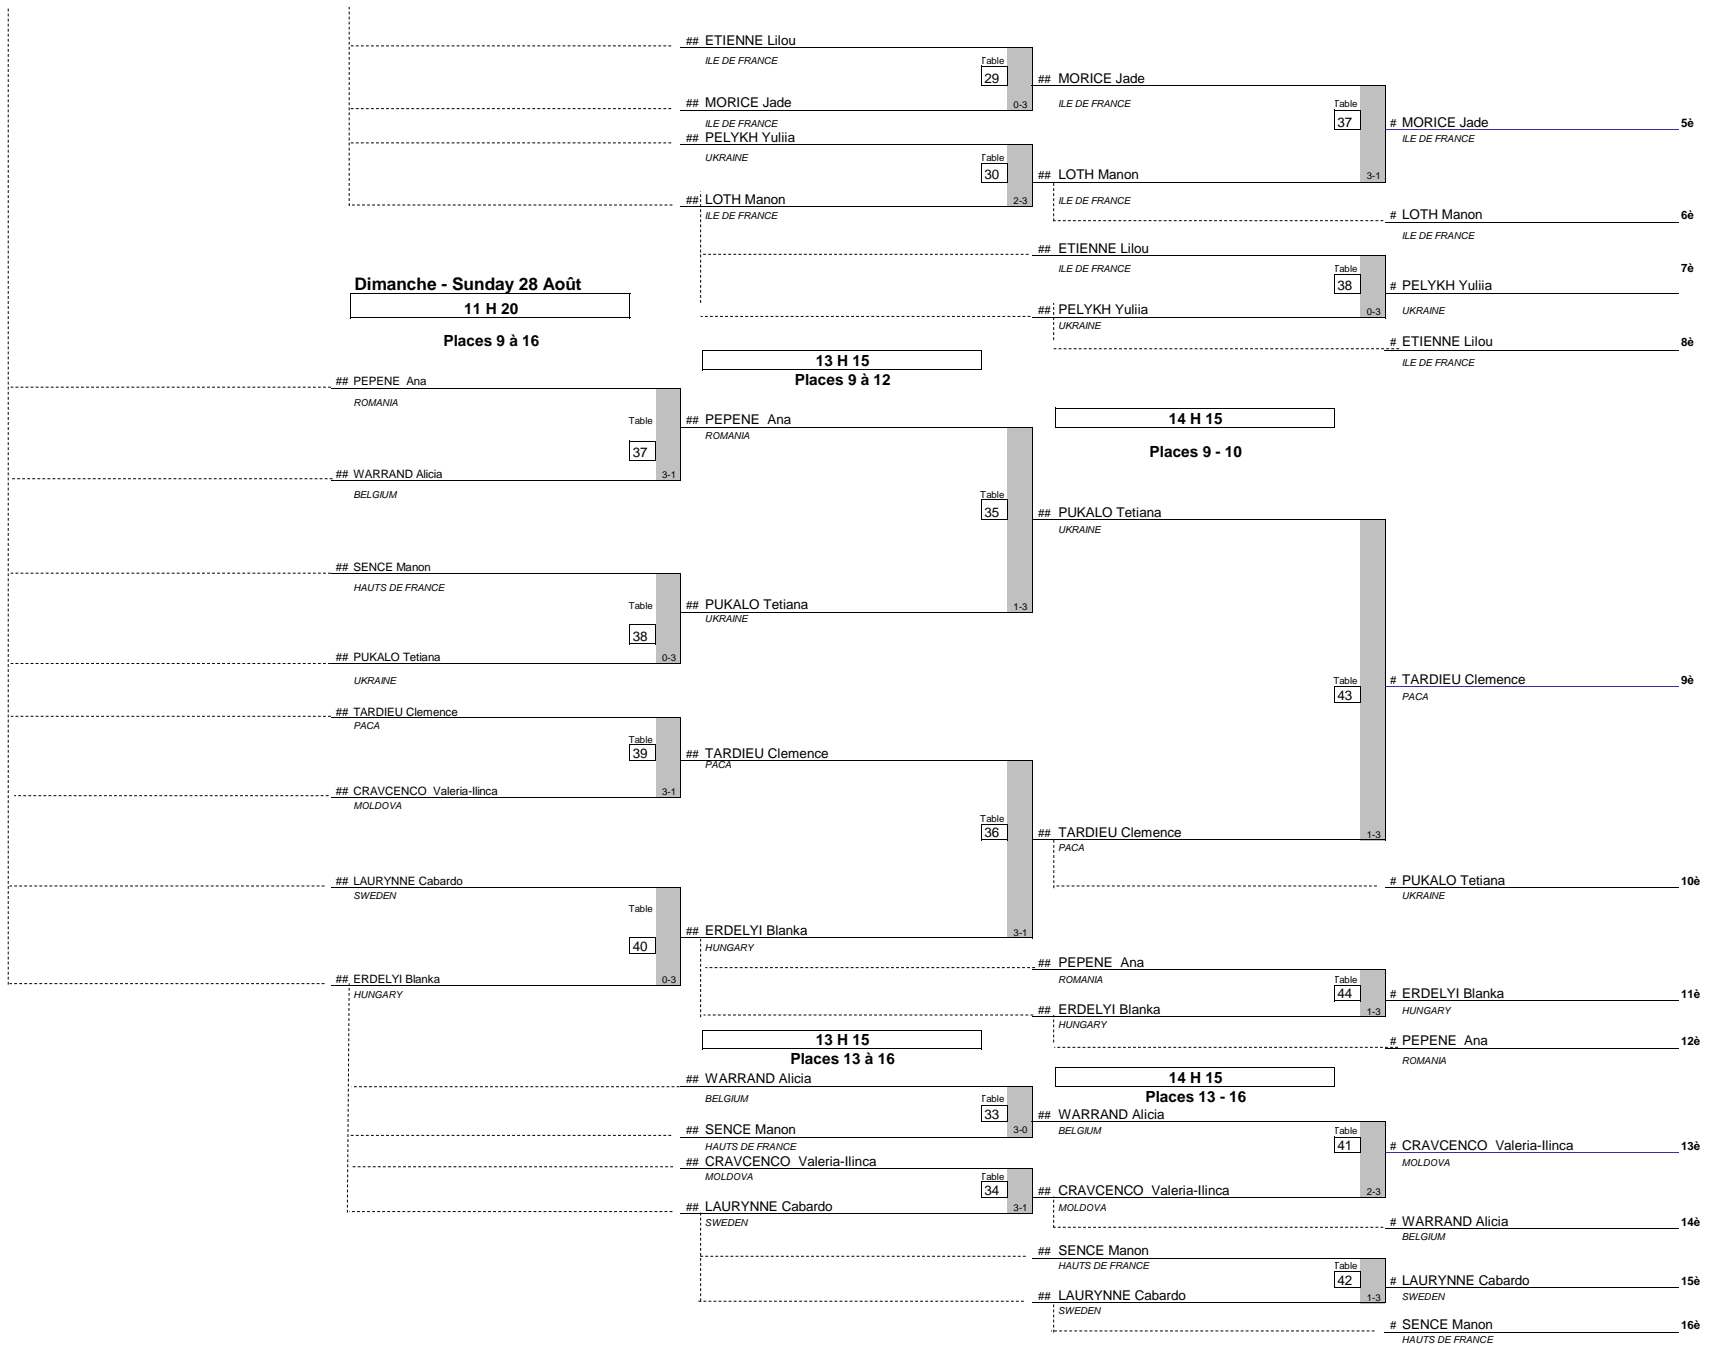 ## ETIENNE Lilou
ILE DE FRANCE
Table
29
## MORICE Jade
0-3
ILE DE FRANCE
## PELYKH Yuliia
UKRAINE
Table
30
## LOTH Manon
2-3
ILE DE FRANCE
## MORICE Jade
ILE DE FRANCE
Table
37
## LOTH Manon
3-1
ILE DE FRANCE
# MORICE Jade
5è
ILE DE FRANCE
# LOTH Manon
6è
ILE DE FRANCE
## ETIENNE Lilou
ILE DE FRANCE
Table
38
## PELYKH Yuliia
0-3
UKRAINE
7è
# PELYKH Yuliia
UKRAINE
# ETIENNE Lilou
8è
ILE DE FRANCE
Dimanche - Sunday 28 Août
11 H 20
Places 9 à 16
## PEPENE Ana
ROMANIA
Table
37
## WARRAND Alicia
3-1
BELGIUM
## SENCE Manon
HAUTS DE FRANCE
Table
38
## PUKALO Tetiana
0-3
UKRAINE
## TARDIEU Clemence
PACA
Table
39
## CRAVCENCO Valeria-Ilinca
3-1
MOLDOVA
## LAURYNNE Cabardo
SWEDEN
Table
40
## ERDELYI Blanka
0-3
HUNGARY
13 H 15
Places 9 à 12
## PEPENE Ana
ROMANIA
Table
35
## PUKALO Tetiana
1-3
UKRAINE
## TARDIEU Clemence
PACA
Table
36
## ERDELYI Blanka
3-1
HUNGARY
14 H 15
Places 9 - 10
## PUKALO Tetiana
UKRAINE
Table
43
## TARDIEU Clemence
1-3
PACA
# TARDIEU Clemence
9è
PACA
# PUKALO Tetiana
10è
UKRAINE
## PEPENE Ana
ROMANIA
Table
44
## ERDELYI Blanka
1-3
HUNGARY
# ERDELYI Blanka
11è
HUNGARY
# PEPENE Ana
12è
ROMANIA
13 H 15
Places 13 à 16
## WARRAND Alicia
BELGIUM
Table
33
## SENCE Manon
3-0
HAUTS DE FRANCE
## CRAVCENCO Valeria-Ilinca
MOLDOVA
Table
34
## LAURYNNE Cabardo
3-1
SWEDEN
14 H 15
Places 13 - 16
## WARRAND Alicia
BELGIUM
Table
41
## CRAVCENCO Valeria-Ilinca
2-3
MOLDOVA
# CRAVCENCO Valeria-Ilinca
13è
MOLDOVA
# WARRAND Alicia
14è
BELGIUM
## SENCE Manon
HAUTS DE FRANCE
Table
42
## LAURYNNE Cabardo
1-3
SWEDEN
# LAURYNNE Cabardo
15è
SWEDEN
# SENCE Manon
16è
HAUTS DE FRANCE